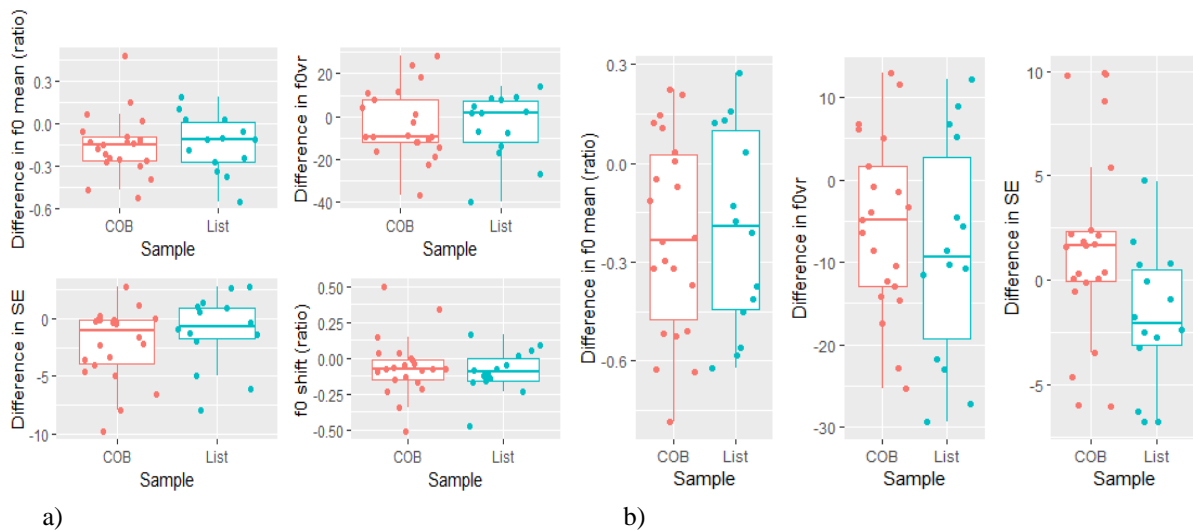 Difference in f0 mean (ratio)
0.3
0.0
-0.3
-0.6
COB
List
Sample
Difference in f0vr
20
0
-20
-40
COB
List
Sample
Difference in SE
0
-5
-10
COB
List
Sample
f0 shift (ratio)
0.50
0.25
0.00
-0.25
-0.50
COB
List
Sample
a)
Difference in f0 mean (ratio)
0.3
0.0
-0.3
-0.6
COB
List
Sample
Difference in f0vr
10
0
-10
-20
-30
COB
List
Sample
Difference in SE
10
5
0
-5
COB
List
Sample
b)